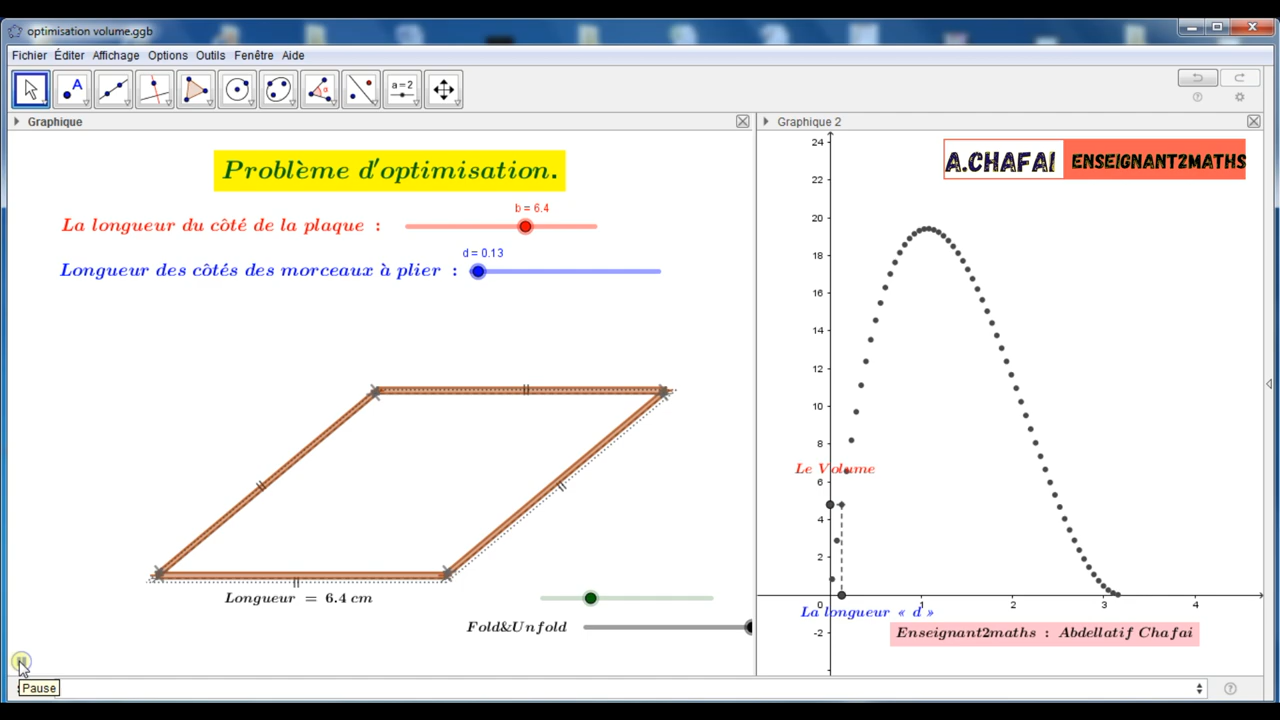 optimisation volume.ggb
Fichier Éditer Affichage Options Outils Fenêtre Aide
A
α
a=2
Graphique
Graphique 2
Problème d'optimisation.
b = 6.4
La longueur du côté de la plaque :
d = 0.13
Longueur des côtés des morceaux à plier :
Longueur = 6.4 cm
Fold&Unfold
Pause
A.CHAFAI ENSEIGNANT2MATHS
24
22
20
18
16
14
12
10
8
Le Volume
6
4
2
0 1 2 3 4
La longueur « d »
-2
Enseignant2maths : Abdellatif Chafai